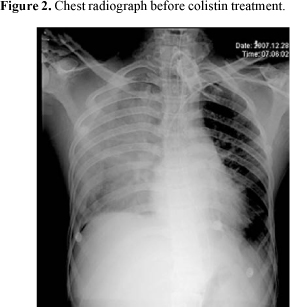 Figure 2. Chest radiograph before colistin treatment.
Date: 2007.12.28
Time: 07:06:02